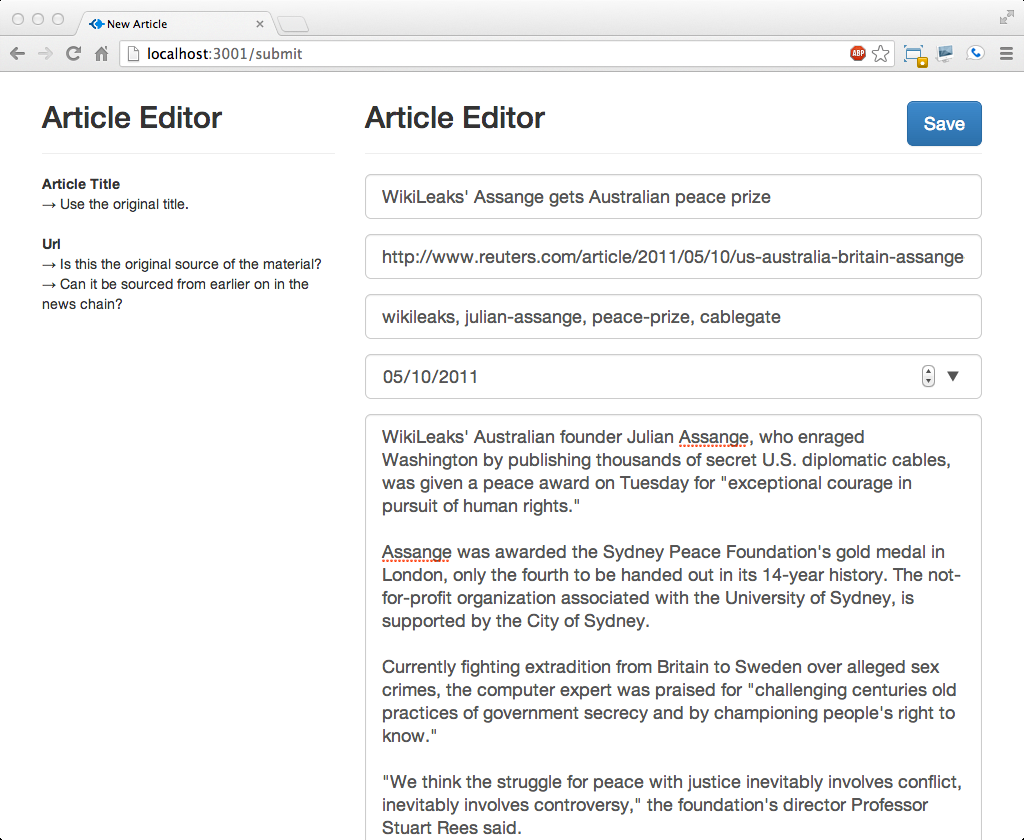 New Article
localhost:3001/submit
ABP
Article Editor
Article Title
→ Use the original title.
Url
→ Is this the original source of the material?
→ Can it be sourced from earlier on in the
news chain?
Article Editor
Save
WikiLeaks' Assange gets Australian peace prize
http://www.reuters.com/article/2011/05/10/us-australia-britain-assange
wikileaks, julian-assange, peace-prize, cablegate
05/10/2011
WikiLeaks' Australian founder Julian Assange, who enraged
Washington by publishing thousands of secret U.S. diplomatic cables,
was given a peace award on Tuesday for "exceptional courage in
pursuit of human rights."
Assange was awarded the Sydney Peace Foundation's gold medal in
London, only the fourth to be handed out in its 14-year history. The not-
for-profit organization associated with the University of Sydney, is
supported by the City of Sydney.
Currently fighting extradition from Britain to Sweden over alleged sex
crimes, the computer expert was praised for "challenging centuries old
practices of government secrecy and by championing people's right to
know."
"We think the struggle for peace with justice inevitably involves conflict,
inevitably involves controversy," the foundation's director Professor
Stuart Rees said.